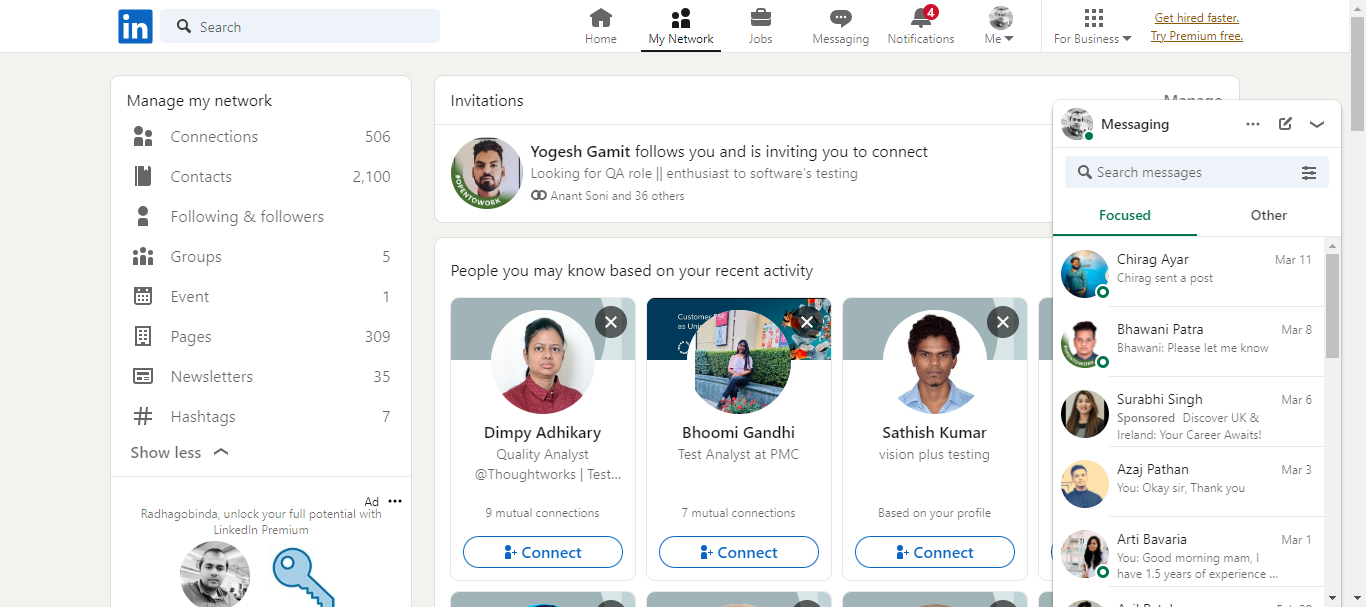 in
Search
Home
My Network
Jobs
Messaging
4
Notifications
Me
For Business
Get hired faster.
Try Premium free.
Manage my network
Connections 506
Contacts 2,100
Following & followers
Groups 5
Event 1
Pages 309
Newsletters 35
Hashtags 7
Show less
Ad
Radhagobinda, unlock your full potential with
LinkedIn Premium
Invitations
Manage
Yogesh Gamit follows you and is inviting you to connect
Looking for QA role || enthusiast to software's testing
Anant Soni and 36 others
#OPENTOWORK
People you may know based on your recent activity
Dimpy Adhikary
Quality Analyst
@Thoughtworks | Test...
9 mutual connections
Connect
Bhoomi Gandhi
Test Analyst at PMC
7 mutual connections
Connect
Sathish Kumar
vision plus testing
Based on your profile
Connect
Messaging
Search messages
Focused
Other
Chirag Ayar Mar 11
Chirag sent a post
Bhawani Patra Mar 8
Bhawani: Please let me know
Surabhi Singh Mar 6
Sponsored Discover UK &
Ireland: Your Career Awaits!
Azaj Pathan Mar 3
You: Okay sir, Thank you
Arti Bavaria Mar 1
You: Good morning mam, I
have 1.5 years of experience ...